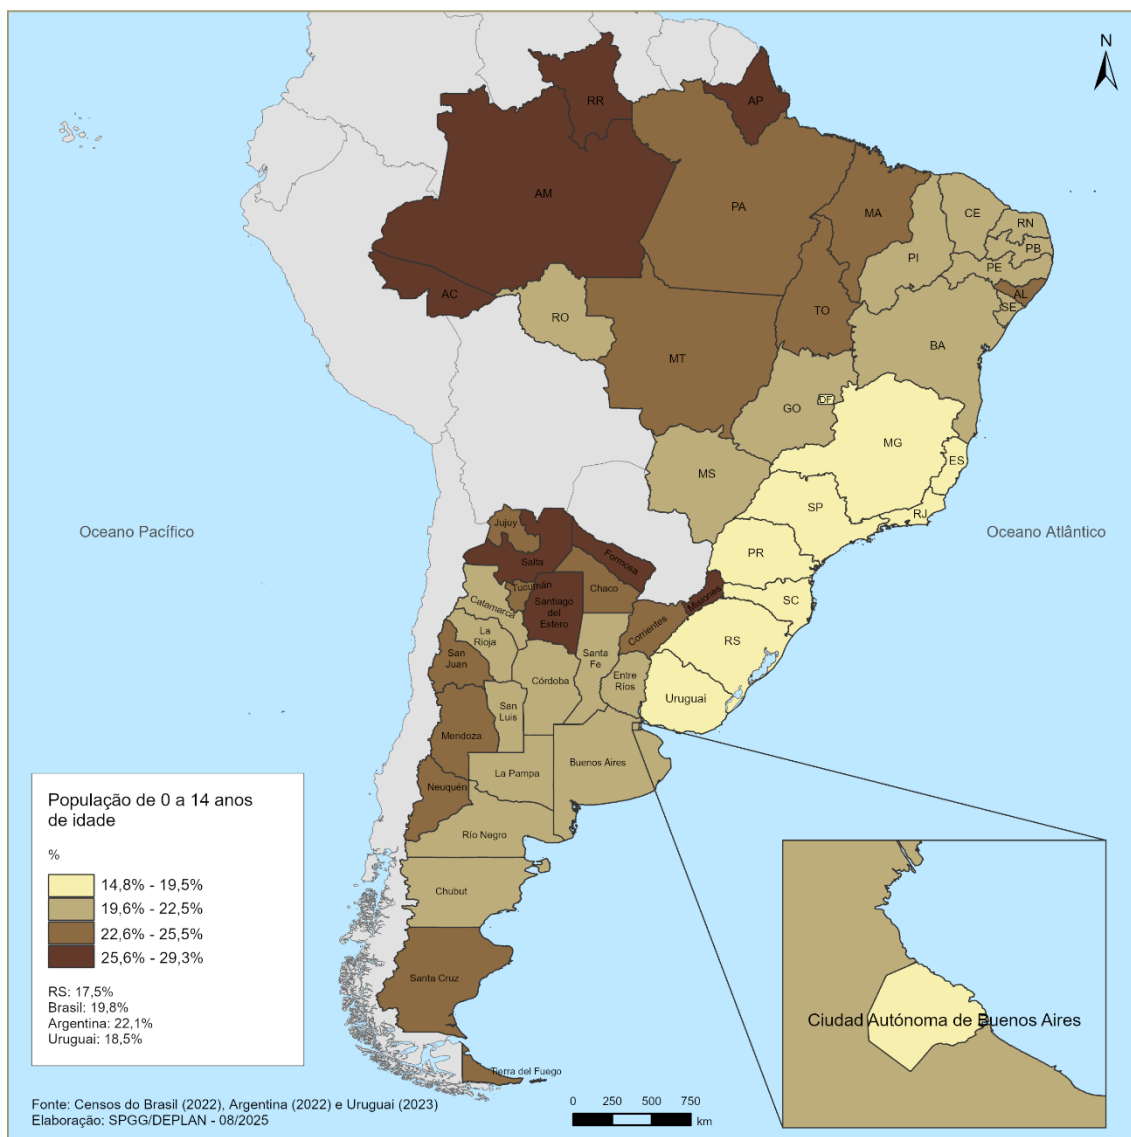 N
RR
AP
AM
PA
MA
CE
RN
PB
PI
PE
AL
SE
AC
RO
TO
BA
MT
GO
DF
MG
ES
MS
SP
RJ
Oceano Pacífico
Oceano Atlântico
PR
SC
RS
Uruguai
Jujuy
Salta
Formosa
Tucumán
Chaco
Catamarca
Santiago
del
Estero
Misiones
Corrientes
La
Rioja
San
Juan
Santa
Fe
Córdoba
Entre
Ríos
San
Luis
Mendoza
Buenos Aires
La Pampa
Neuquén
Río Negro
Chubut
Santa Cruz
Tierra del Fuego
População de 0 a 14 anos
de idade
%
14,8% - 19,5%
19,6% - 22,5%
22,6% - 25,5%
25,6% - 29,3%
RS: 17,5%
Brasil: 19,8%
Argentina: 22,1%
Uruguai: 18,5%
Ciudad Autónoma de Buenos Aires
Fonte: Censos do Brasil (2022), Argentina (2022) e Uruguai (2023)
Elaboração: SPGG/DEPLAN - 08/2025
0 250 500 750
km